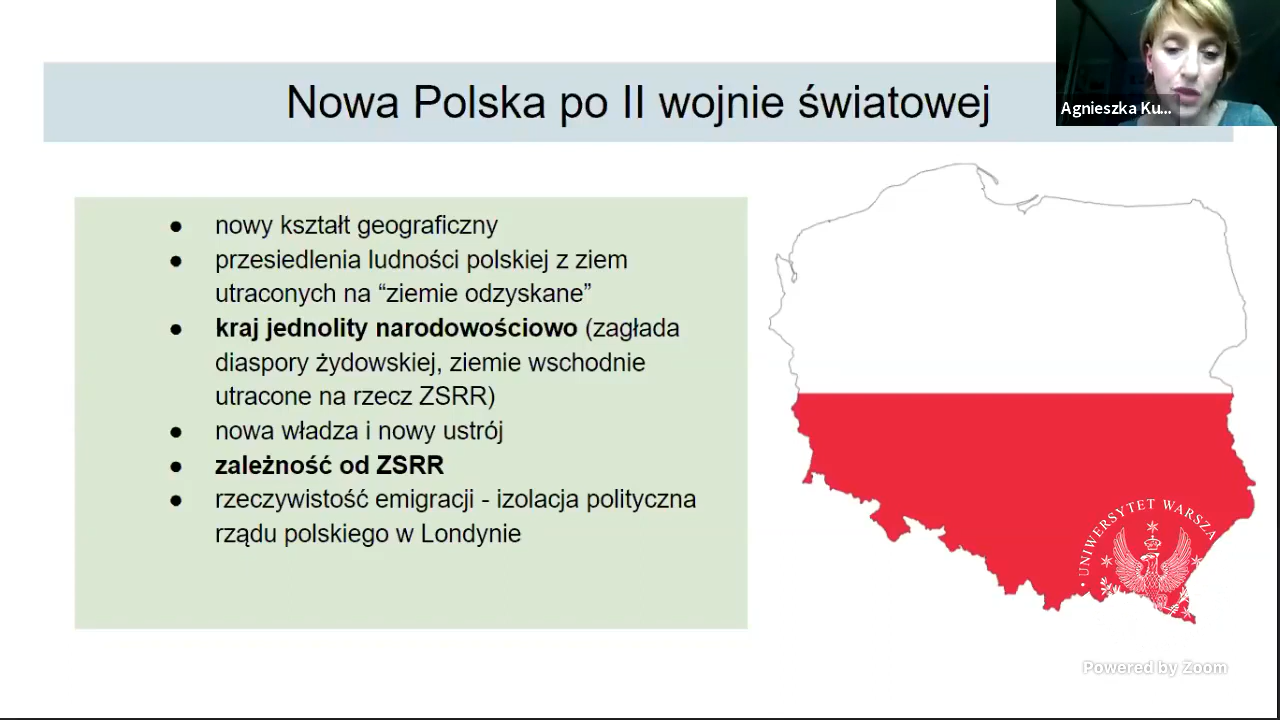 Nowa Polska po II wojnie światowej
Agnieszka Ku...
● nowy kształt geograficzny
● przesiedlenia ludności polskiej z ziem
utraconych na “ziemie odzyskane”
● kraj jednolity narodowościowo (zagłada
diaspory żydowskiej, ziemie wschodnie
utracone na rzecz ZSRR)
● nowa władza i nowy ustrój
● zależność od ZSRR
● rzeczywistość emigracji - izolacja polityczna
rządu polskiego w Londynie
• UNIWERSYTET WARSZA
Powered by Zoom